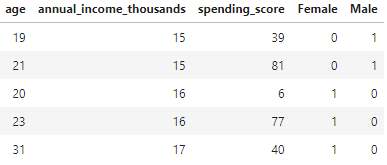 age annual_income_thousands spending_score Female Male
19 15 39 0 1
21 15 81 0 1
20 16 6 1 0
23 16 77 1 0
31 17 40 1 0